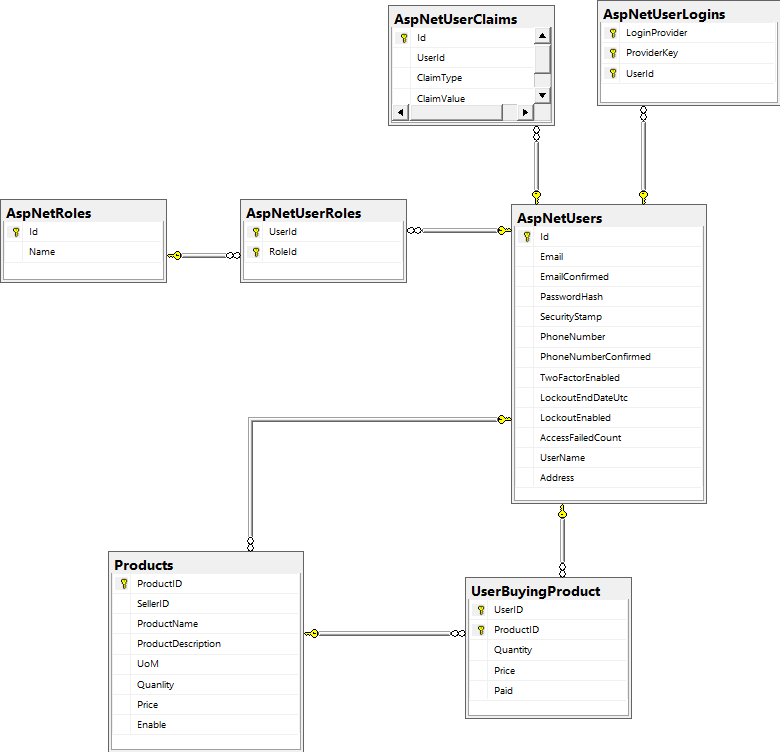 AspNetUserClaims
Id
UserId
ClaimType
ClaimValue
AspNetUserLogins
LoginProvider
ProviderKey
UserId
AspNetRoles
Id
Name
AspNetUserRoles
UserId
RoleId
AspNetUsers
Id
Email
EmailConfirmed
PasswordHash
SecurityStamp
PhoneNumber
PhoneNumberConfirmed
TwoFactorEnabled
LockoutEndDateUtc
LockoutEnabled
AccessFailedCount
UserName
Address
Products
ProductID
SellerID
ProductName
ProductDescription
UoM
Quanlity
Price
Enable
UserBuyingProduct
UserID
ProductID
Quantity
Price
Paid